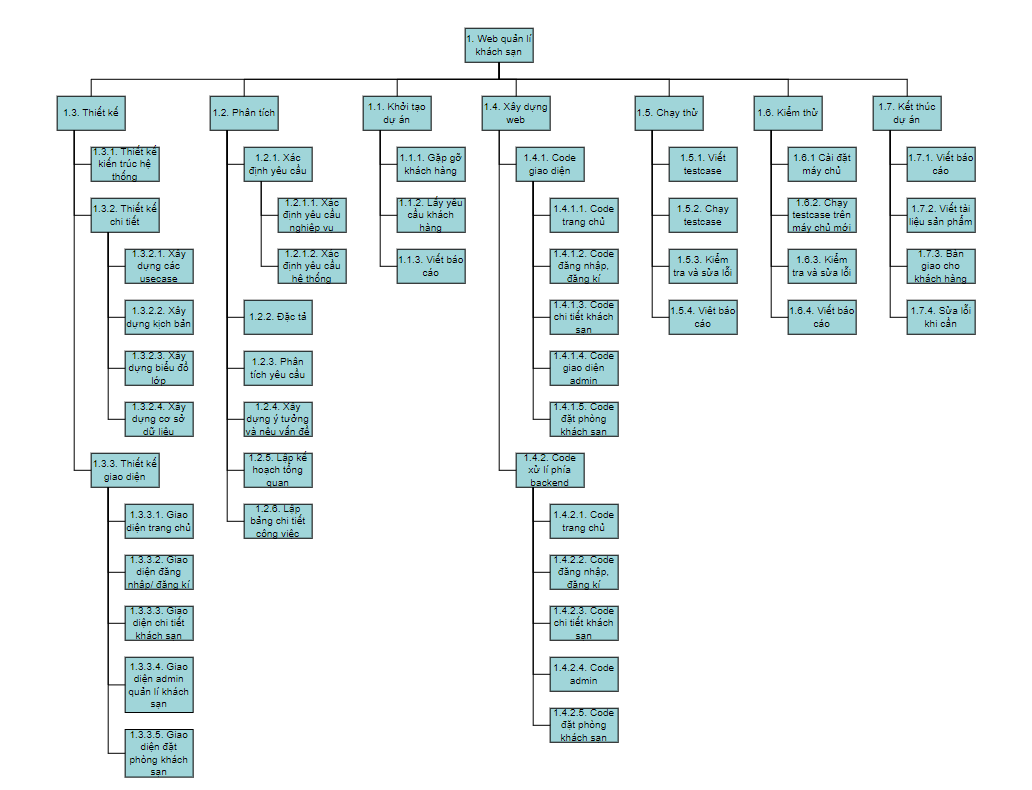 1. Web quản lí
khách sạn
1.3. Thiết kế
1.2. Phân tích
1.1. Khởi tạo
dự án
1.4. Xây dựng
web
1.5. Chạy thử
1.6. Kiểm thử
1.7. Kết thúc
dự án
1.3.1. Thiết kế
kiến trúc hệ
thống
1.3.2. Thiết kế
chi tiết
1.3.2.1. Xây
dựng các
usecase
1.3.2.2. Xây
dựng kịch bản
1.3.2.3. Xây
dựng biểu đồ
lớp
1.3.2.4. Xây
dựng cơ sở
dữ liệu
1.3.3. Thiết kế
giao diện
1.3.3.1. Giao
diện trang chủ
1.3.3.2. Giao
diện đăng
nhập/ đăng kí
1.3.3.3. Giao
diện chi tiết
khách sạn
1.3.3.4. Giao
diện admin
quản lí khách
sạn
1.3.3.5. Giao
diện đặt
phòng khách
sạn
1.2.1. Xác
định yêu cầu
1.2.1.1. Xác
định yêu cầu
nghiệp vụ
1.2.1.2. Xác
định yêu cầu
hệ thống
1.2.2. Đặc tả
1.2.3. Phân
tích yêu cầu
1.2.4. Xây
dựng ý tưởng
và nêu vấn đề
1.2.5. Lập kế
hoạch tổng
quan
1.2.6. Lập
bảng chi tiết
công việc
1.1.1. Gặp gỡ
khách hàng
1.1.2. Lấy yêu
cầu khách
hàng
1.1.3. Viết báo
cáo
1.4.1. Code
giao diện
1.4.1.1. Code
trang chủ
1.4.1.2. Code
đăng nhập,
đăng kí
1.4.1.3. Code
chi tiết khách
sạn
1.4.1.4. Code
giao diện
admin
1.4.1.5. Code
đặt phòng
khách sạn
1.4.2. Code
xử lí phía
backend
1.4.2.1. Code
trang chủ
1.4.2.2. Code
đăng nhập,
đăng kí
1.4.2.3. Code
chi tiết khách
sạn
1.4.2.4. Code
admin
1.4.2.5. Code
đặt phòng
khách sạn
1.5.1. Viết
testcase
1.5.2. Chạy
testcase
1.5.3. Kiểm
tra và sửa lỗi
1.5.4. Viết báo
cáo
1.6.1 Cải đặt
máy chủ
1.6.2. Chạy
testcase trên
máy chủ mới
1.6.3. Kiểm
tra và sửa lỗi
1.6.4. Viết báo
cáo
1.7.1. Viết báo
cáo
1.7.2. Viết tài
liệu sản phẩm
1.7.3. Bàn
giao cho
khách hàng
1.7.4. Sửa lỗi
khi cần